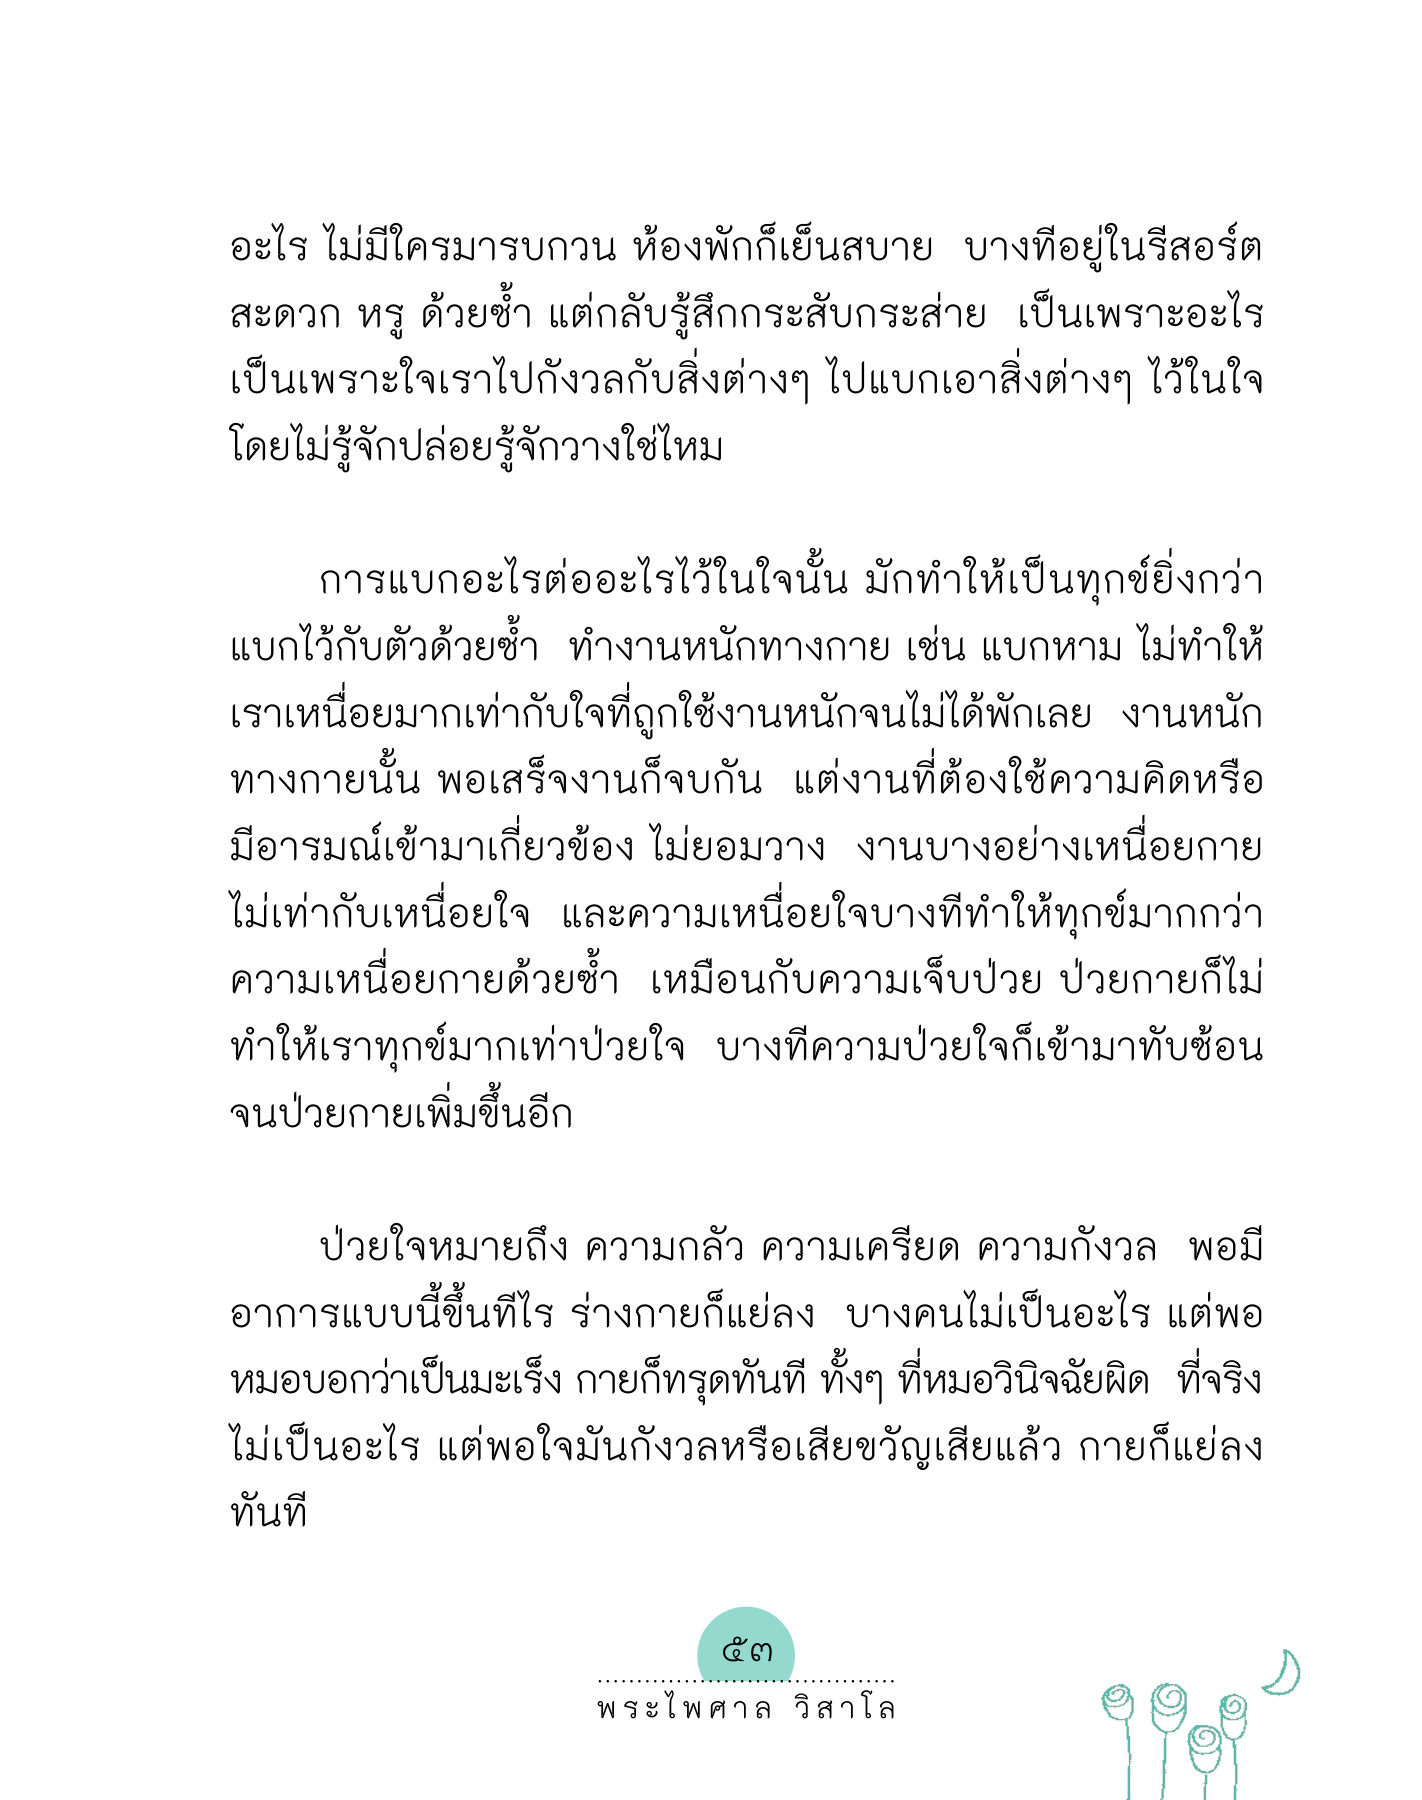 อะไร ไม่มีใครมารบกวน ห้องพักก็เย็นสบาย  บางทีอยู่ในรีสอร์ต
สะดวก หรู ด้วยซ้ำ แต่กลับรู้สึกกระสับกระส่าย  เป็นเพราะอะไร
เป็นเพราะใจเราไปกังวลกับสิ่งต่างๆ ไปแบกเอาสิ่งต่างๆ ไว้ในใจ
โดยไม่รู้จักปล่อยรู้จักวางใช่ไหม
การแบกอะไรต่ออะไรไว้ในใจนั้น มักทำให้เป็นทุกข์ยิ่งกว่า
แบกไว้กับตัวด้วยซ้ำ  ทำงานหนักทางกาย เช่น แบกหาม ไม่ทำให้
เราเหนื่อยมากเท่ากับใจที่ถูกใช้งานหนักจนไม่ได้พักเลย  งานหนัก
ทางกายนั้น พอเสร็จงานก็จบกัน  แต่งานที่ต้องใช้ความคิดหรือ
มีอารมณ์เข้ามาเกี่ยวข้อง ไม่ยอมวาง  งานบางอย่างเหนื่อยกาย
ไม่เท่ากับเหนื่อยใจ  และความเหนื่อยใจบางทีทำให้ทุกข์มากกว่า
ความเหนื่อยกายด้วยซ้ำ  เหมือนกับความเจ็บป่วย ป่วยกายก็ไม่
ทำให้เราทุกข์มากเท่าป่วยใจ  บางทีความป่วยใจก็เข้ามาทับซ้อน
จนป่วยกายเพิ่มขึ้นอีก
ป่วยใจหมายถึง ความกลัว ความเครียด ความกังวล  พอมี
อาการแบบนี้ขึ้นทีไร ร่างกายก็แย่ลง  บางคนไม่เป็นอะไร แต่พอ
หมอบอกว่าเป็นมะเร็ง กายก็ทรุดทันที ทั้งๆ ที่หมอวินิจฉัยผิด  ที่จริง
ไม่เป็นอะไร แต่พอใจมันกังวลหรือเสียขวัญเสียแล้ว กายก็แย่ลง
ทันที
๕๓
พระไพศาล วิสาโล